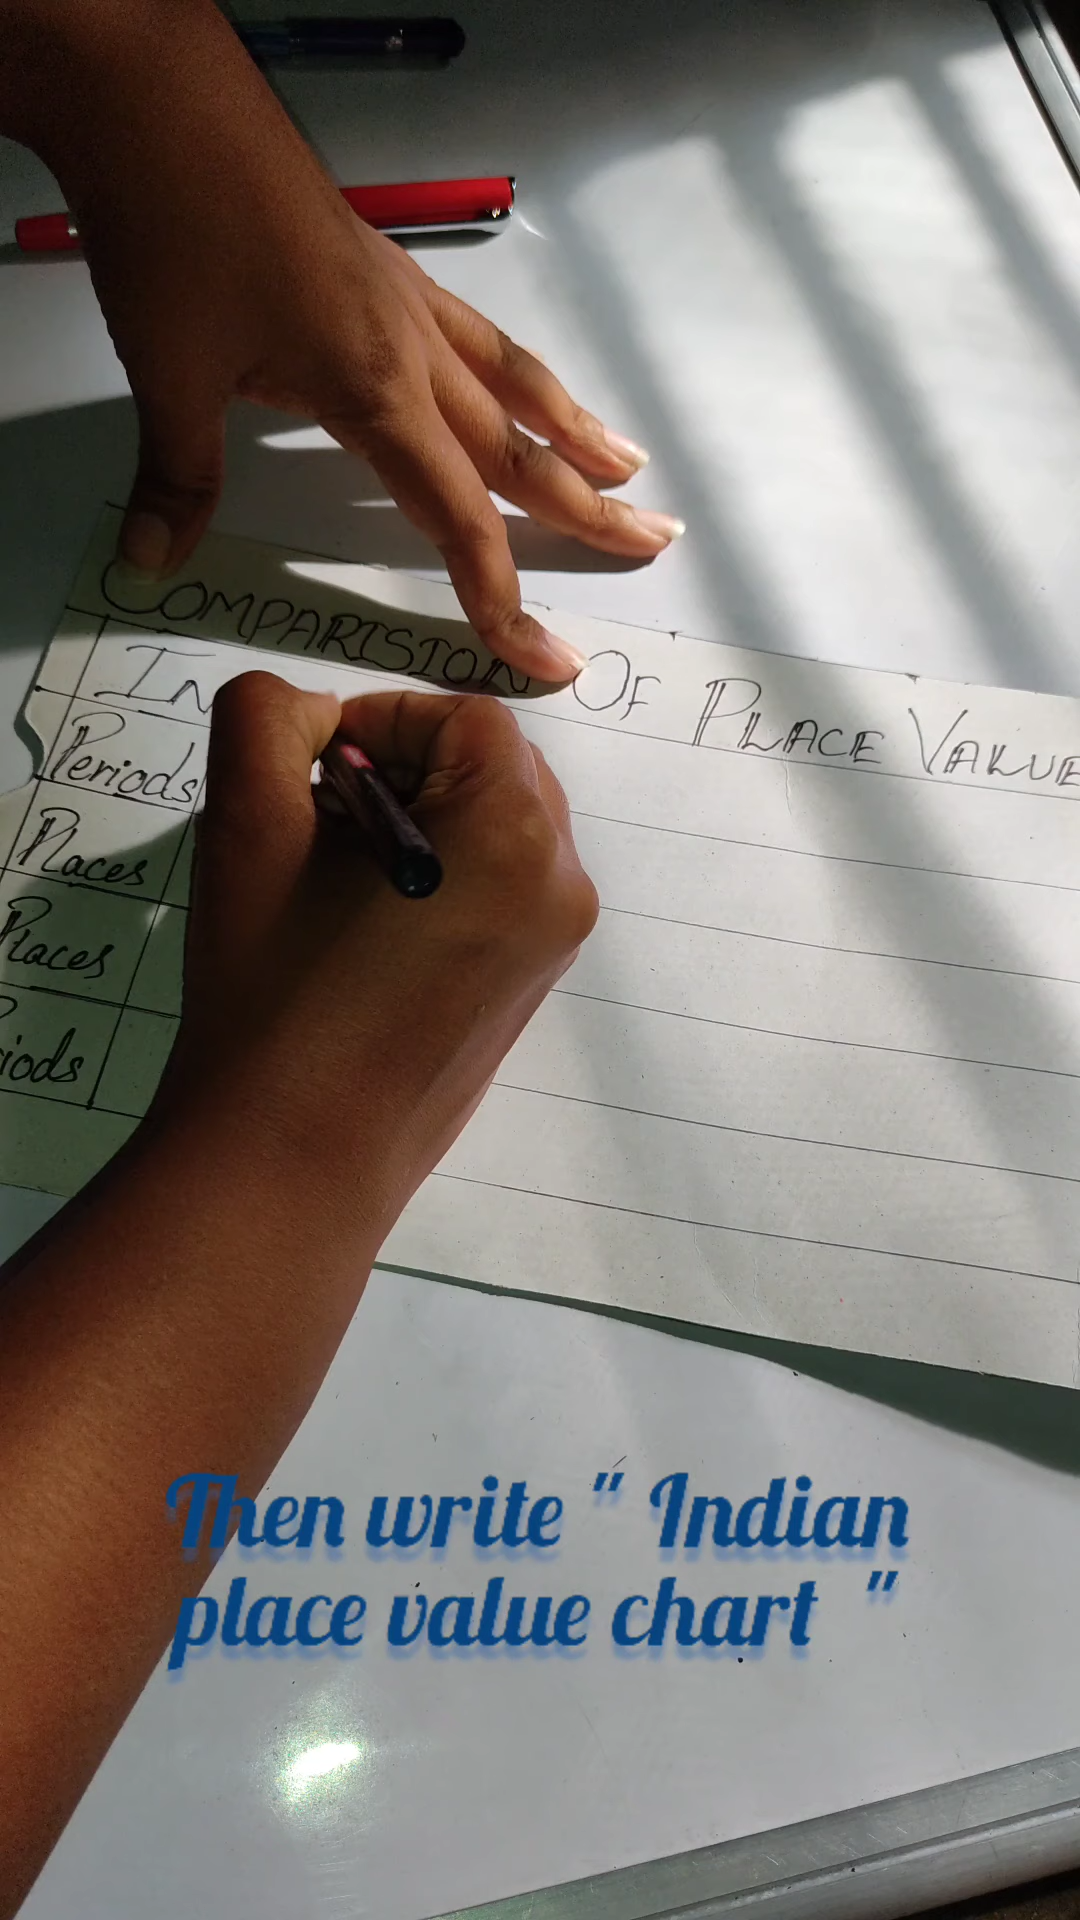 COMPARISION OF PLACE VALUE
IN
Periods
Places
Places
iods
Then write " Indian
place value chart "